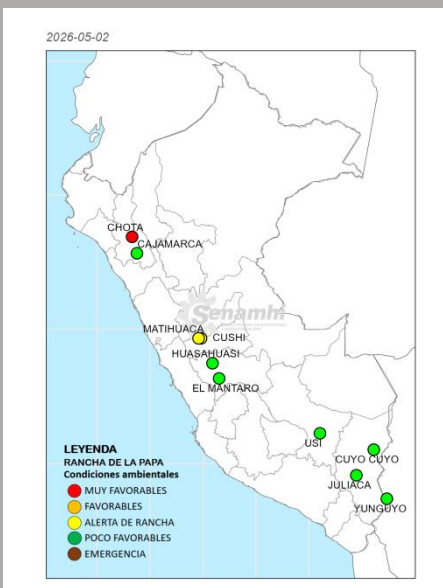 2026-05-02
CHOTA
CAJAMARCA
Senamhi
MATIHUACA
CUSHI
HUASAHUASI
EL MANTARO
USI
CUYO CUYO
JULIACA
YUNGUYO
LEYENDA
RANCHA DE LA PAPA
Condiciones ambientales
MUY FAVORABLES
FAVORABLES
ALERTA DE RANCHA
POCO FAVORABLES
EMERGENCIA